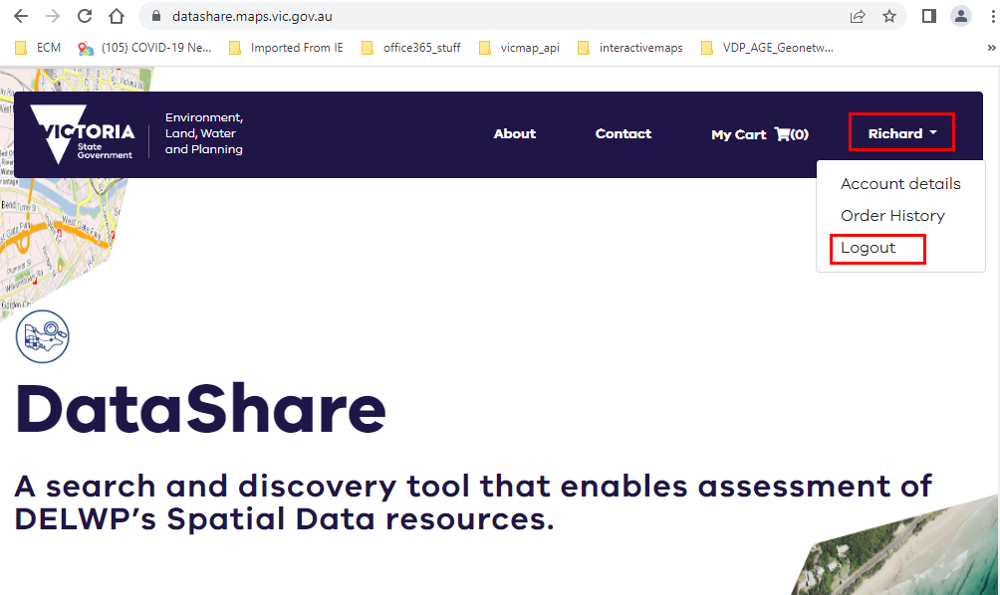 datashare.maps.vic.gov.au
ECM
(105) COVID-19 Ne...
Imported From IE
office365_stuff
vicmap_api
interactivemaps
VDP_AGE_Geonetw...
»
VICTORIA
State
Government
Environment,
Land, Water
and Planning
About
Contact
My Cart (0)
Richard
Account details
Order History
Logout
DataShare
A search and discovery tool that enables assessment of
DELWP’s Spatial Data resources.